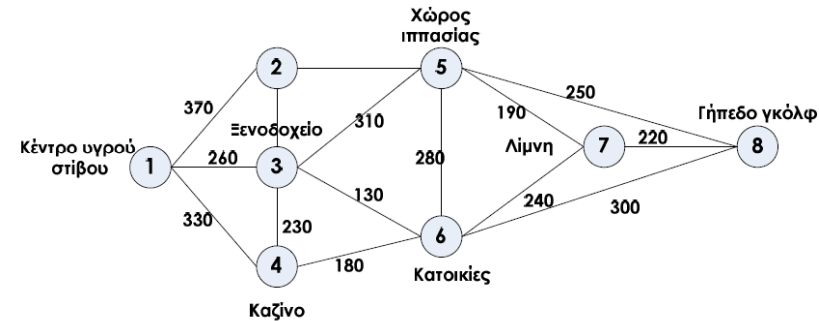 Χώρος
ιππασίας
2
5
370
250
190
Ξενοδοχείο
310
Γήπεδο γκόλφ
Κέντρο υγρού
στίβου
1
260
3
280
Λίμνη
7
220
8
130
330
230
240
300
4
180
6
Κατοικίες
Καζίνο